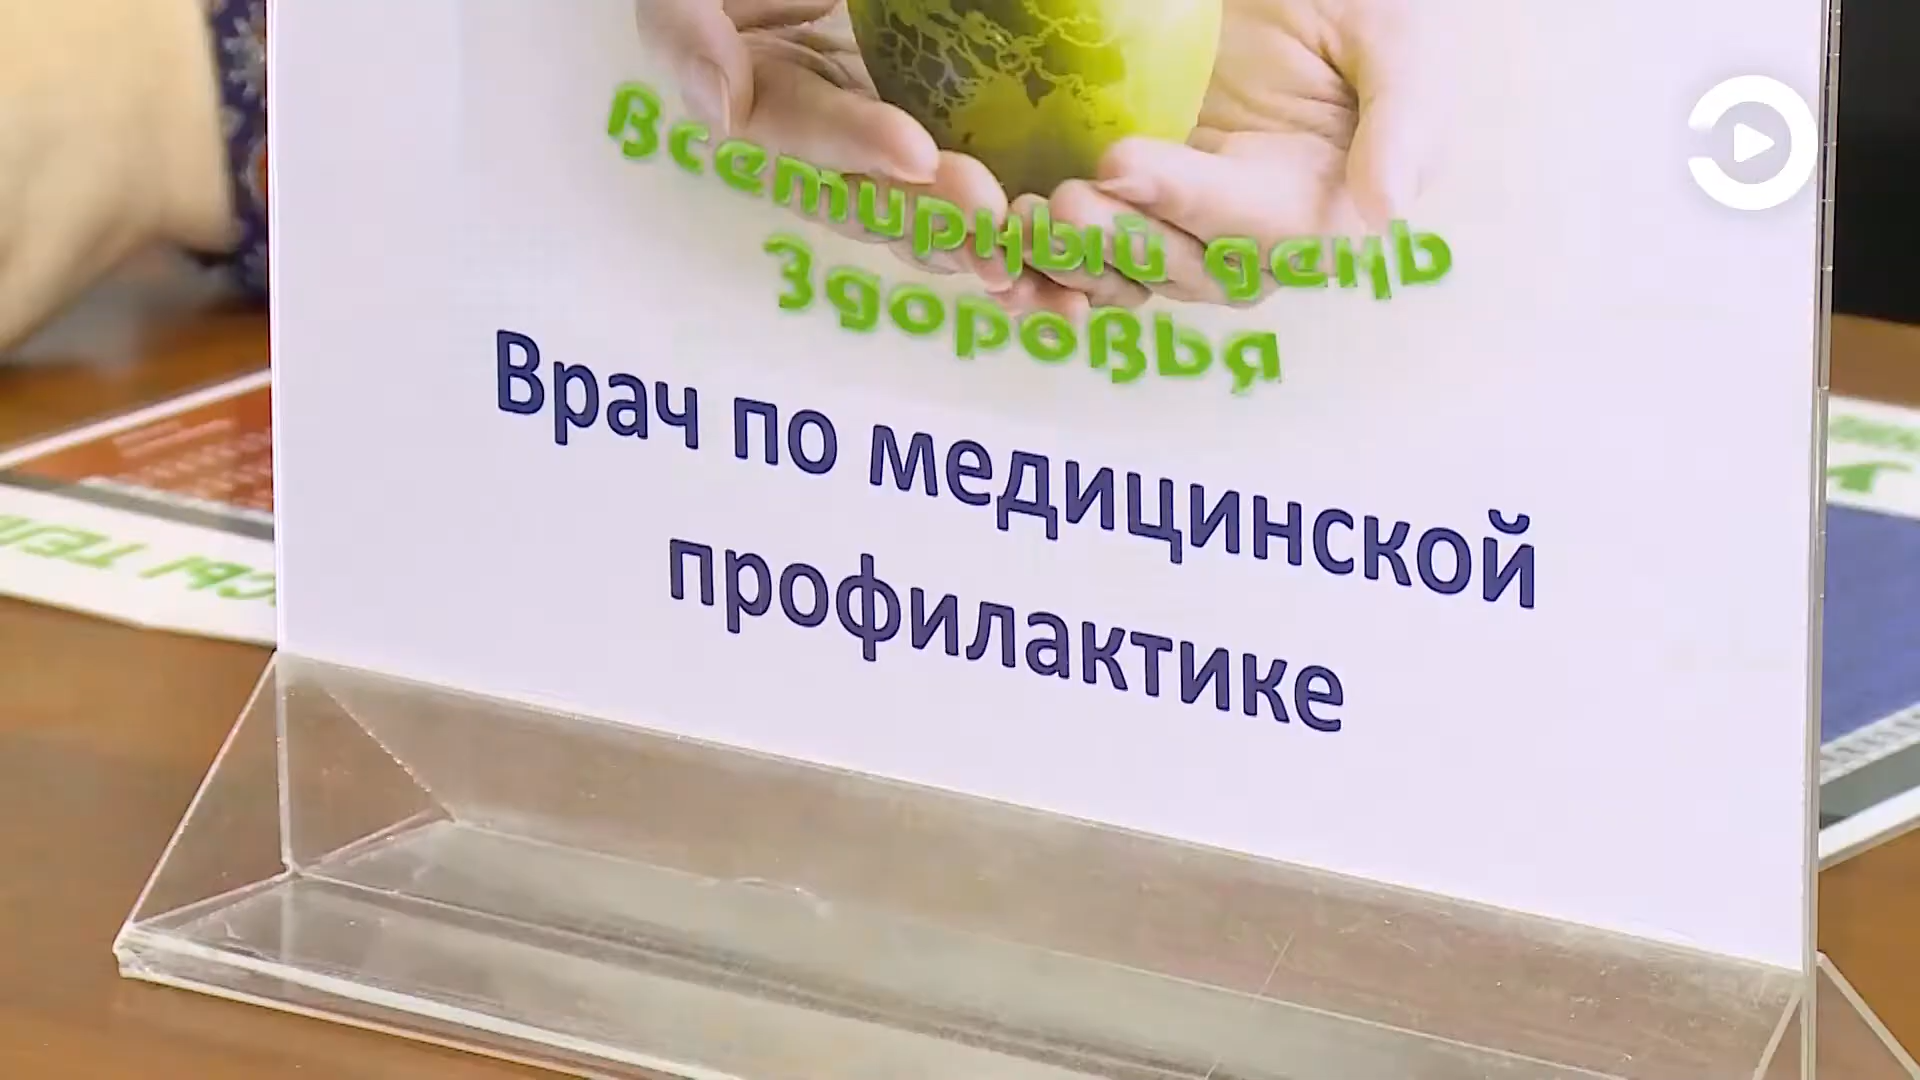 Всемирный день
Здоровья
Врач по медицинской
профилактике